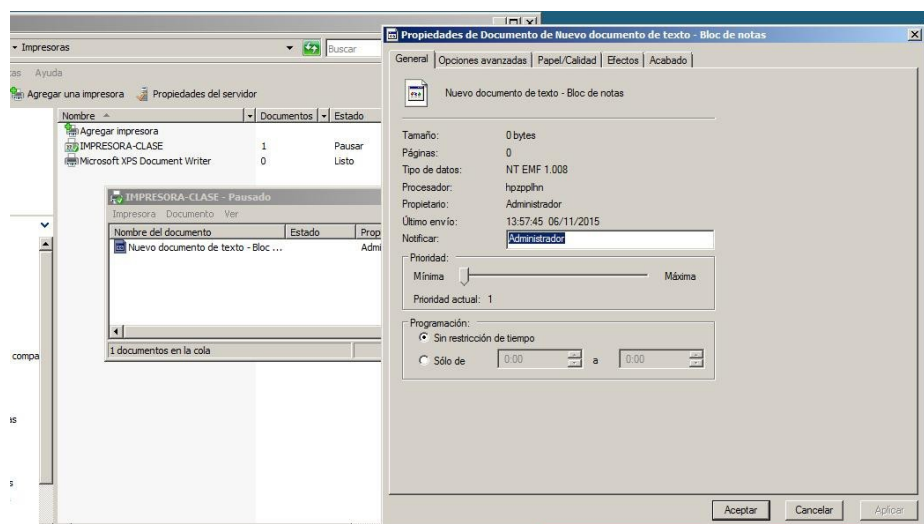 Impresoras
Buscar
Ayuda
Agregar una impresora Propiedades del servidor
Nombre Documentos Estado
Agregar impresora
IMPRESORA-CLASE 1 Pausar
Microsoft XPS Document Writer 0 Listo
IMPRESORA-CLASE - Pausado
Impresora Documento Ver
Nombre del documento Estado Prop
Nuevo documento de texto - Bloc ... Admi
1 documentos en la cola
compa
Propiedades de Documento de Nuevo documento de texto - Bloc de notas
General Opciones avanzadas Papel/Calidad Efectos Acabado
Nuevo documento de texto - Bloc de notas
Tamaño: 0 bytes
Páginas: 0
Tipo de datos: NT EMF 1.008
Procesador: hpzpplhn
Propietario: Administrador
Último envío: 13:57:45 06/11/2015
Notificar: Administrador
Prioridad:
Mínima Máxima
Prioridad actual: 1
Programación:
Sin restricción de tiempo
Sólo de 0:00 a 0:00
Aceptar Cancelar Aplicar